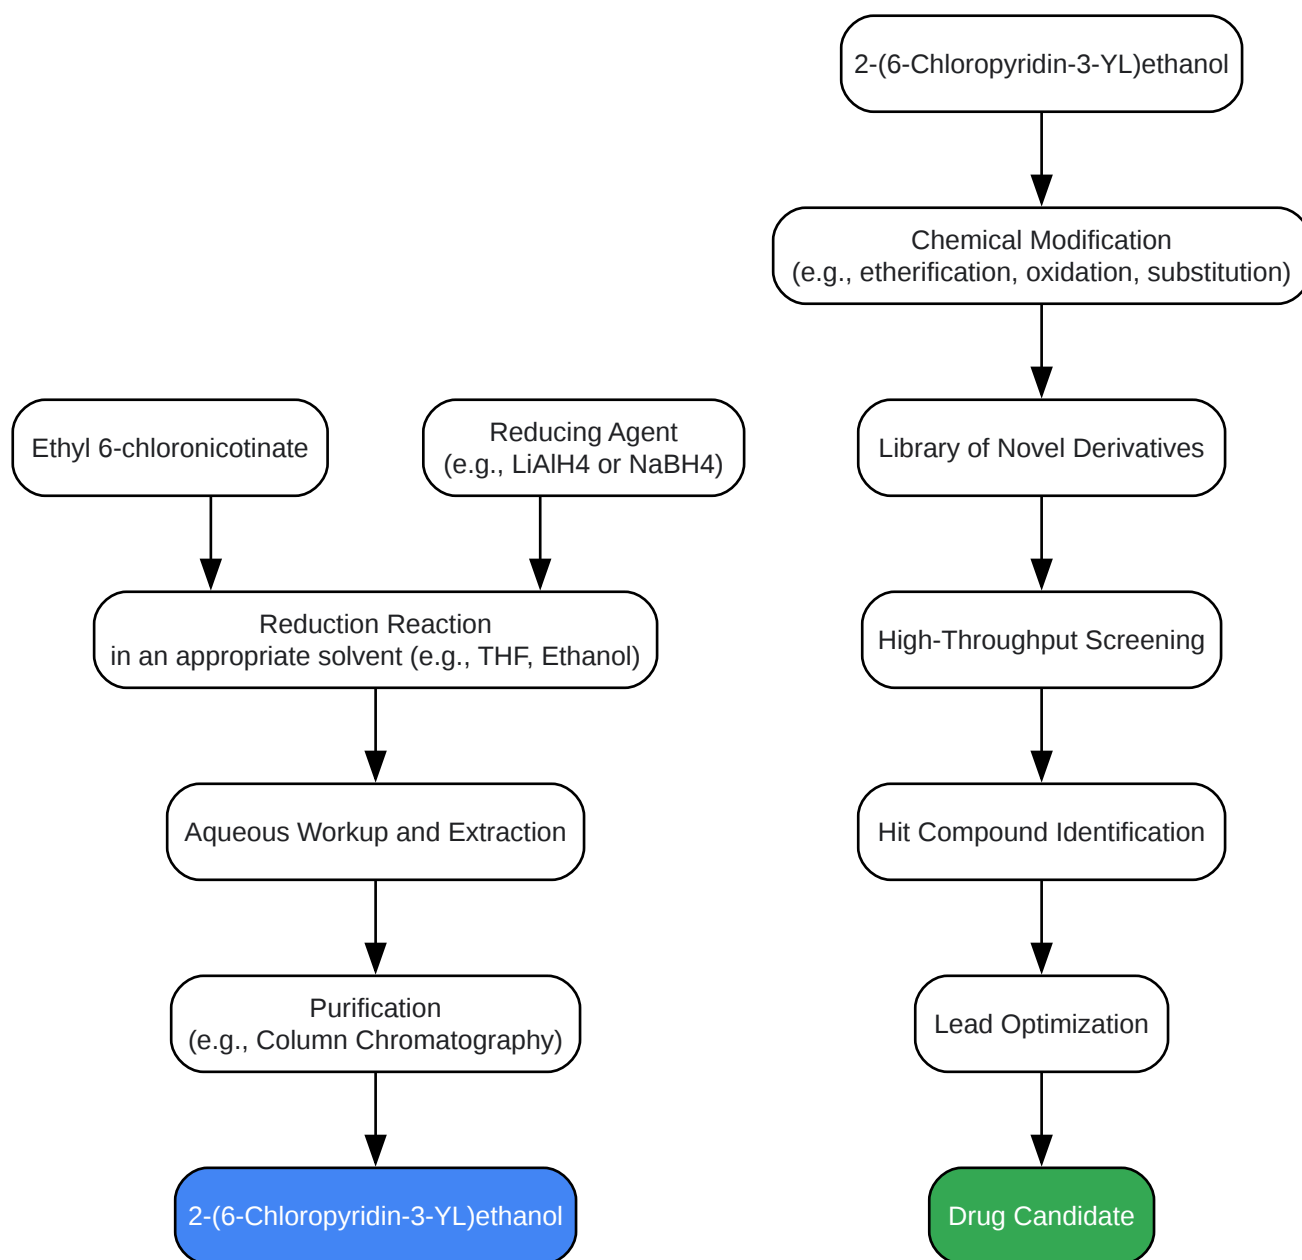 2-(6-Chloropyridin-3-YL)ethanol
Chemical Modification
(e.g., etherification, oxidation, substitution)
Ethyl 6-chloronicotinate
Reducing Agent
(e.g., LiAlH4 or NaBH4)
Library of Novel Derivatives
Reduction Reaction
in an appropriate solvent (e.g., THF, Ethanol)
High-Throughput Screening
Aqueous Workup and Extraction
Hit Compound Identification
Purification
(e.g., Column Chromatography)
Lead Optimization
2-(6-Chloropyridin-3-YL)ethanol
Drug Candidate